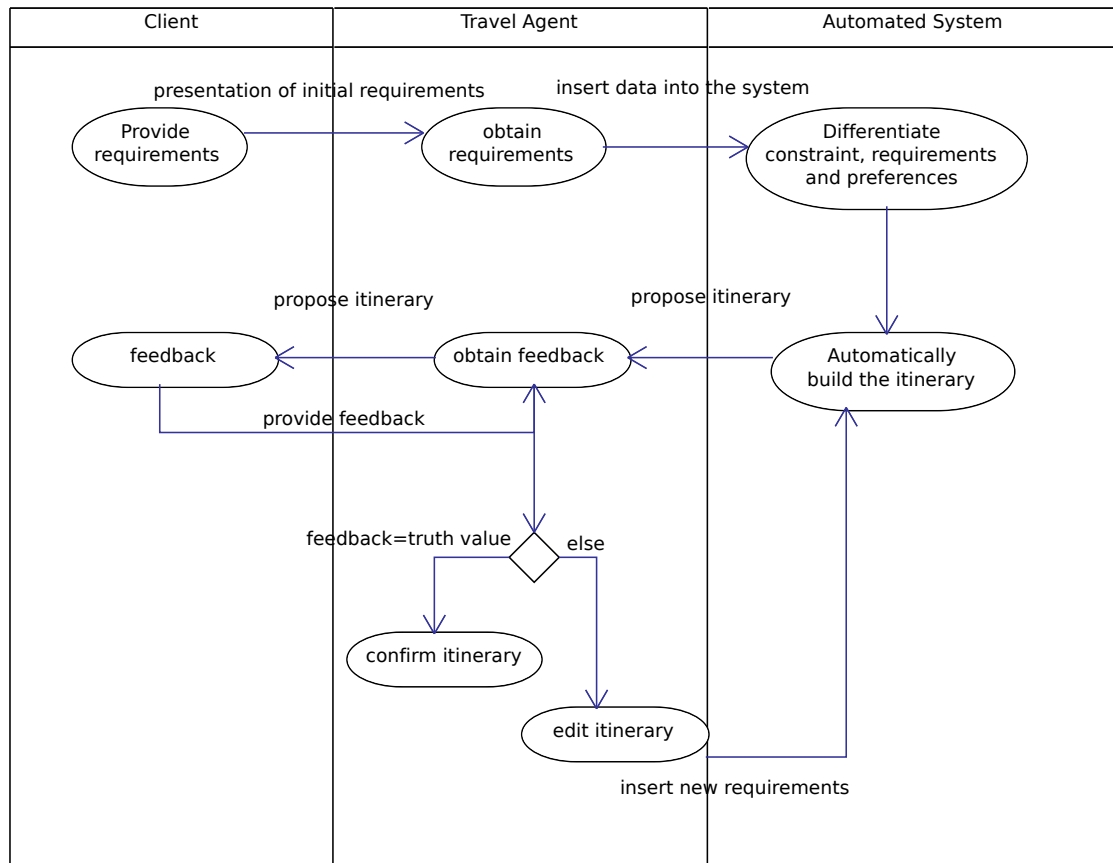 Client
Travel Agent
Automated System
presentation of initial requirements
insert data into the system
Provide
requirements
obtain
requirements
Differentiate
constraint, requirements
and preferences
propose itinerary
propose itinerary
feedback
obtain feedback
Automatically
build the itinerary
provide feedback
feedback=truth value
else
confirm itinerary
edit itinerary
insert new requirements